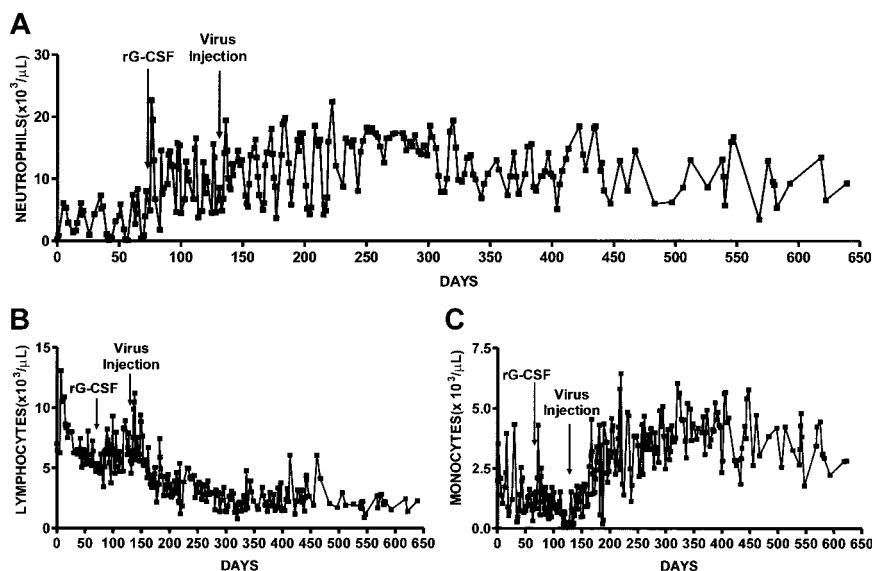 A
rG-CSF
Virus
Injection
NEUTROPHILS(x10³/µL)
30
20
10
0
0 50 100 150 200 250 300 350 400 450 500 550 600 650
DAYS
B
rG-CSF
Virus
Injection
LYMPHOCYTES(x10³/µL)
15
10
5
0
0 50 100 150 200 250 300 350 400 450 500 550 600 650
DAYS
C
rG-CSF
Virus
Injection
MONOCYTES(x 10³/µL)
7.5
5.0
2.5
0.0
0 50 100 150 200 250 300 350 400 450 500 550 600 650
DAYS